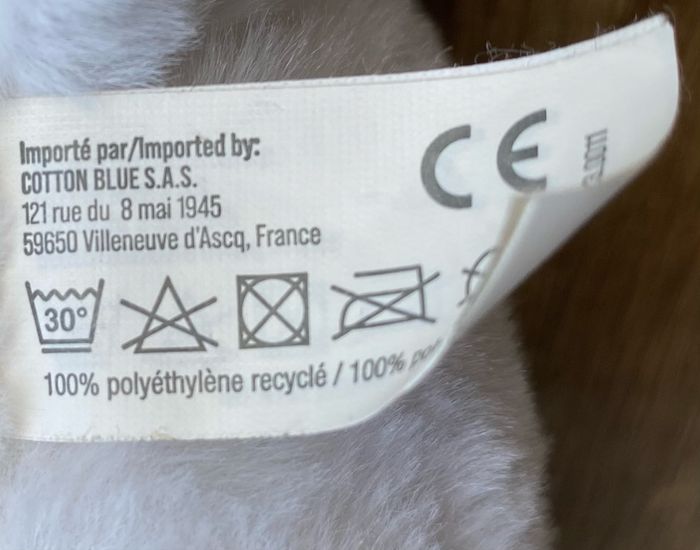 Importé par/Imported by:
COTTON BLUE S.A.S.
121 rue du 8 mai 1945
59650 Villeneuve d'Ascq, France
CE
30°
100% polyéthylène recyclé / 100%